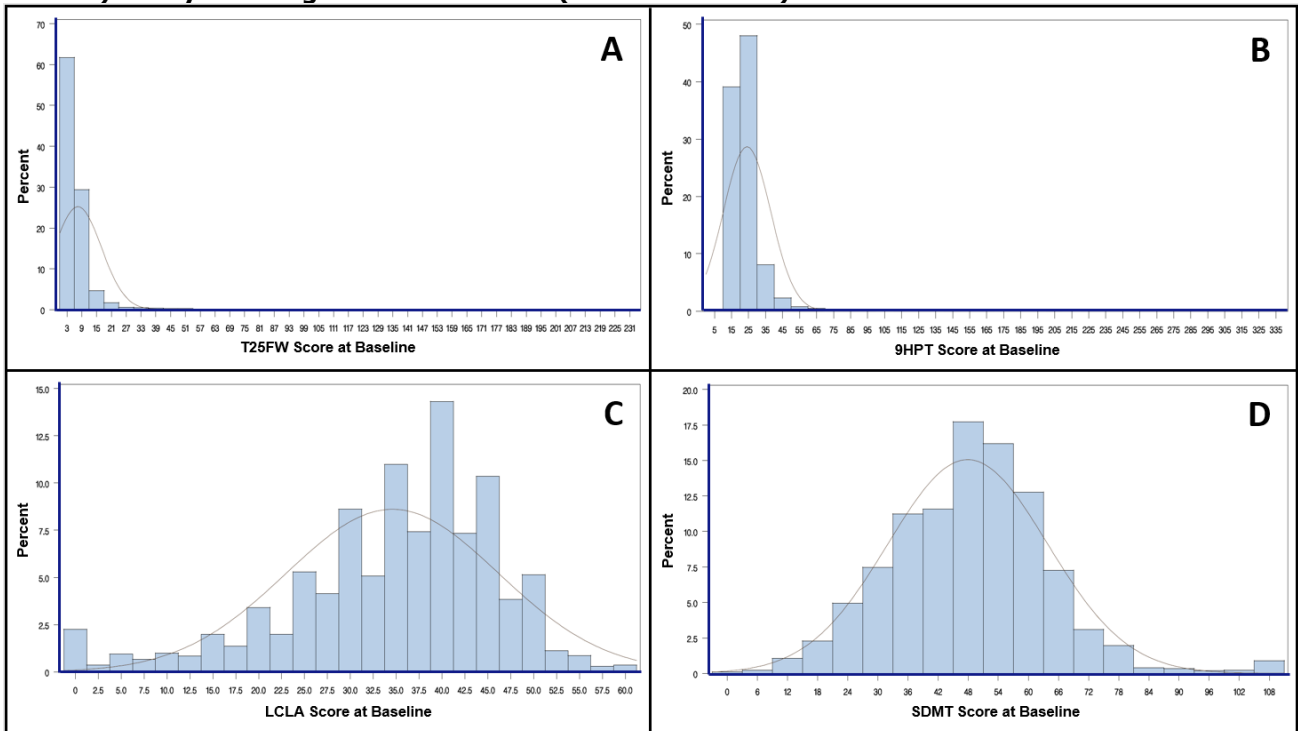 A
70
60
50
40
30
20
10
0
Percent
3 9 15 21 27 33 39 45 51 57 63 69 75 81 87 93 99 105 111 117 123 129 135 141 147 153 159 165 171 177 183 189 195 201 207 213 219 225 231
T25FW Score at Baseline
B
50
40
30
20
10
0
Percent
5 15 25 35 45 55 65 75 85 95 105 115 125 135 145 155 165 175 185 195 205 215 225 235 245 255 265 275 285 295 305 315 325 335
9HPT Score at Baseline
C
15.0
12.5
10.0
7.5
5.0
2.5
0
Percent
0 2.5 5.0 7.5 10.0 12.5 15.0 17.5 20.0 22.5 25.0 27.5 30.0 32.5 35.0 37.5 40.0 42.5 45.0 47.5 50.0 52.5 55.0 57.5 60.0
LCLA Score at Baseline
D
20.0
17.5
15.0
12.5
10.0
7.5
5.0
2.5
0
Percent
0 6 12 18 24 30 36 42 48 54 60 66 72 78 84 90 96 102 108
SDMT Score at Baseline